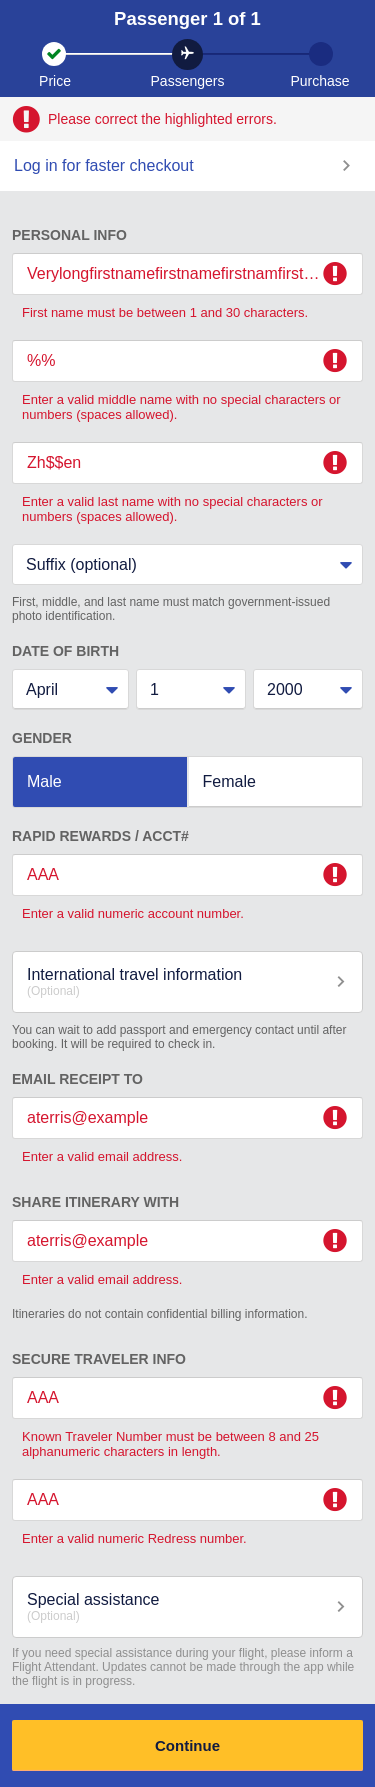 Passenger 1 of 1
Price
Passengers
Purchase
Please correct the highlighted errors.
Log in for faster checkout
PERSONAL INFO
Verylongfirstnamefirstnamefirstnamfirst…
First name must be between 1 and 30 characters.
%%
Enter a valid middle name with no special characters or
numbers (spaces allowed).
Zh$$en
Enter a valid last name with no special characters or
numbers (spaces allowed).
Suffix (optional)
First, middle, and last name must match government-issued
photo identification.
DATE OF BIRTH
April
1
2000
GENDER
Male
Female
RAPID REWARDS / ACCT#
AAA
Enter a valid numeric account number.
International travel information
(Optional)
You can wait to add passport and emergency contact until after
booking. It will be required to check in.
EMAIL RECEIPT TO
aterris@example
Enter a valid email address.
SHARE ITINERARY WITH
aterris@example
Enter a valid email address.
Itineraries do not contain confidential billing information.
SECURE TRAVELER INFO
AAA
Known Traveler Number must be between 8 and 25
alphanumeric characters in length.
AAA
Enter a valid numeric Redress number.
Special assistance
(Optional)
If you need special assistance during your flight, please inform a
Flight Attendant. Updates cannot be made through the app while
the flight is in progress.
Continue